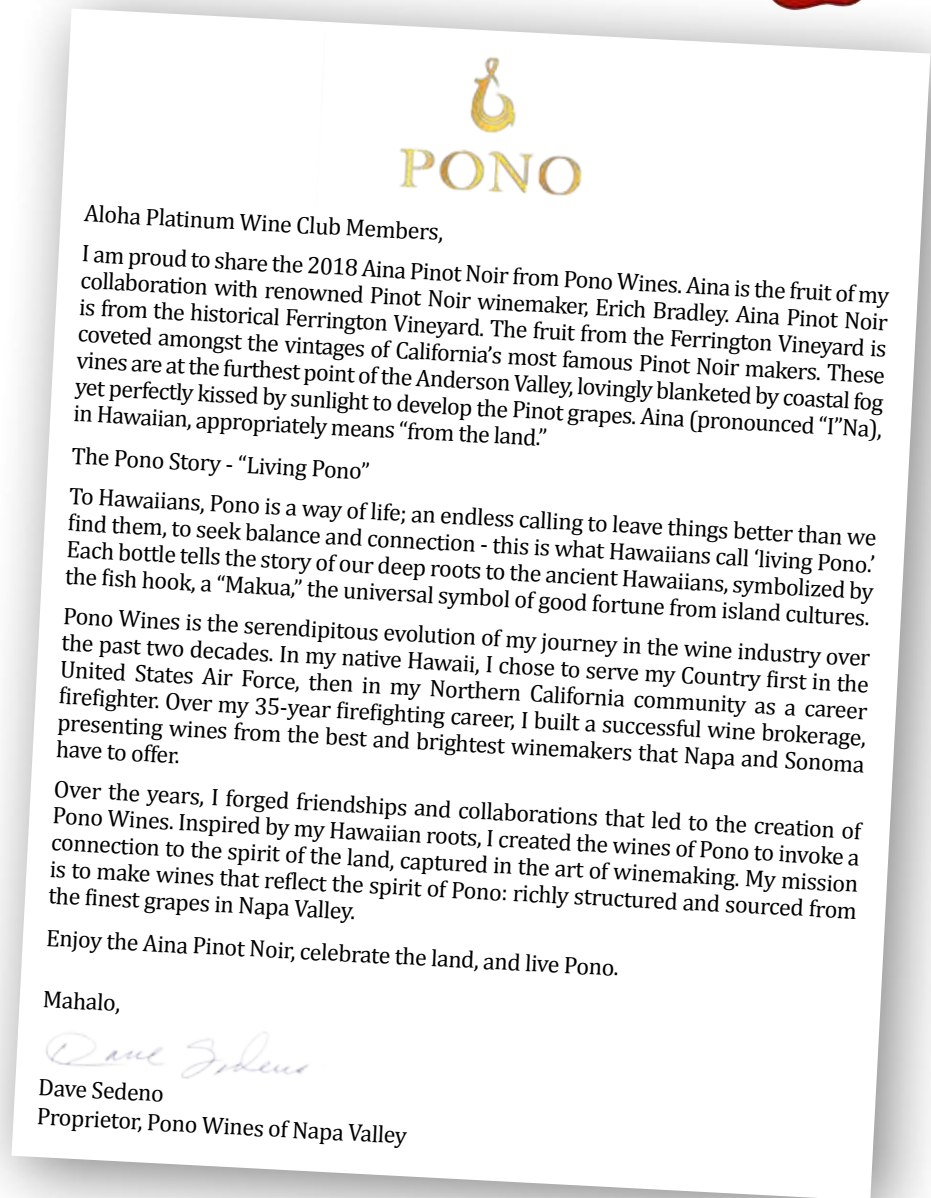 PONO
Aloha Platinum Wine Club Members,
I am proud to share the 2018 Aina Pinot Noir from Pono Wines. Aina is the fruit of my
collaboration with renowned Pinot Noir winemaker, Erich Bradley. Aina Pinot Noir
is from the historical Ferrington Vineyard. The fruit from the Ferrington Vineyard is
coveted amongst the vintages of California's most famous Pinot Noir makers. These
vines are at the furthest point of the Anderson Valley, lovingly blanketed by coastal fog
yet perfectly kissed by sunlight to develop the Pinot grapes. Aina (pronounced "I"Na),
in Hawaiian, appropriately means "from the land."
The Pono Story - "Living Pono"
To Hawaiians, Pono is a way of life; an endless calling to leave things better than we
find them, to seek balance and connection - this is what Hawaiians call 'living Pono.'
Each bottle tells the story of our deep roots to the ancient Hawaiians, symbolized by
the fish hook, a "Makua," the universal symbol of good fortune from island cultures.
Pono Wines is the serendipitous evolution of my journey in the wine industry over
the past two decades. In my native Hawaii, I chose to serve my Country first in the
United States Air Force, then in my Northern California community as a career
firefighter. Over my 35-year firefighting career, I built a successful wine brokerage,
presenting wines from the best and brightest winemakers that Napa and Sonoma
have to offer.
Over the years, I forged friendships and collaborations that led to the creation of
Pono Wines. Inspired by my Hawaiian roots, I created the wines of Pono to invoke a
connection to the spirit of the land, captured in the art of winemaking. My mission
is to make wines that reflect the spirit of Pono: richly structured and sourced from
the finest grapes in Napa Valley.
Enjoy the Aina Pinot Noir, celebrate the land, and live Pono.
Mahalo,
Dave Sedeno
Dave Sedeno
Proprietor, Pono Wines of Napa Valley